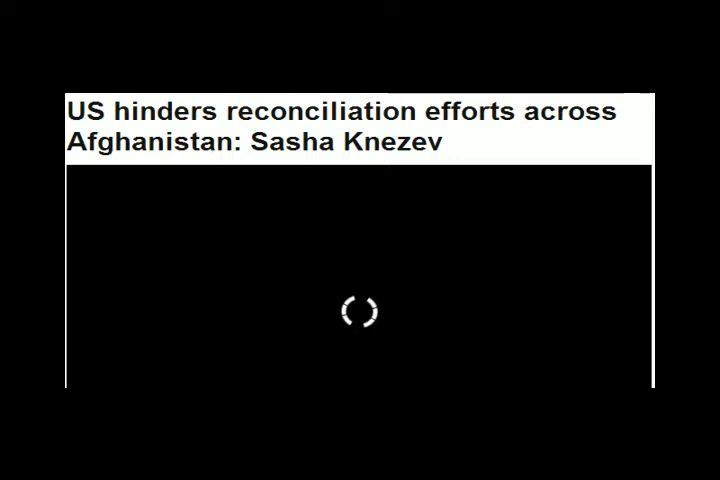 US hinders reconciliation efforts across
Afghanistan: Sasha Knezev